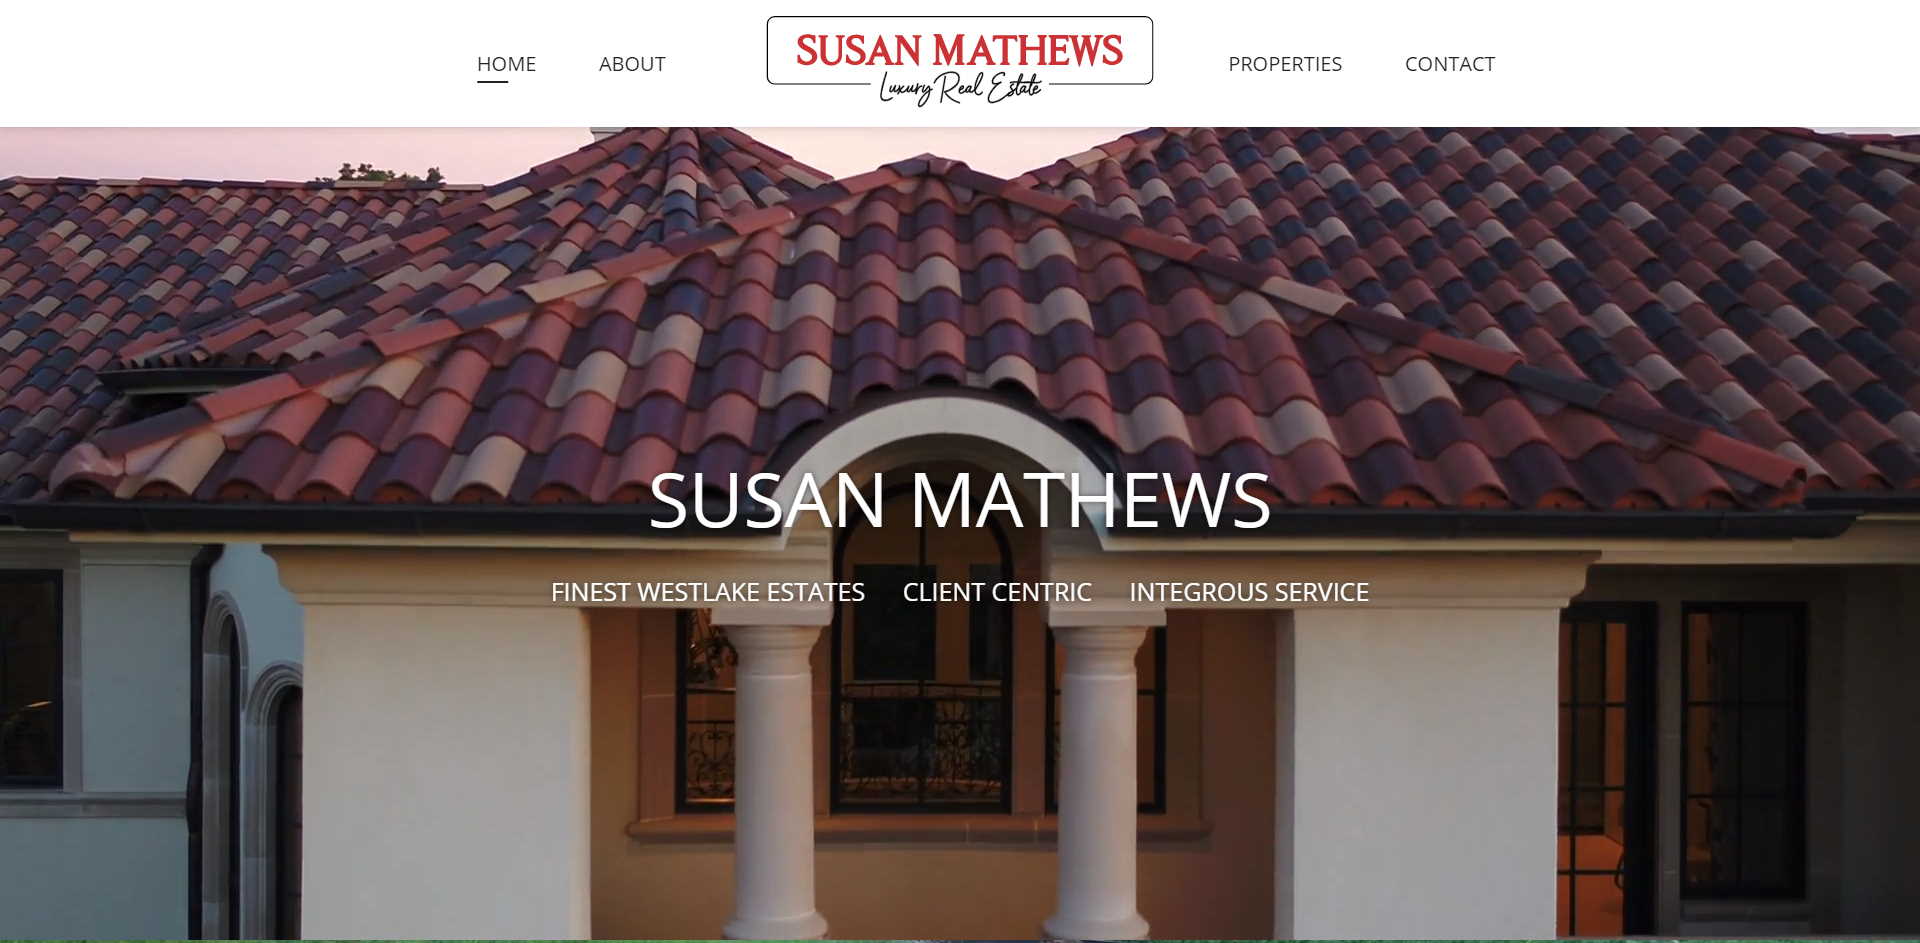 HOME ABOUT SUSAN MATHEWS PROPERTIES CONTACT
Luxury Real Estate
SUSAN MATHEWS
FINEST WESTLAKE ESTATES CLIENT CENTRIC INTEGROUS SERVICE